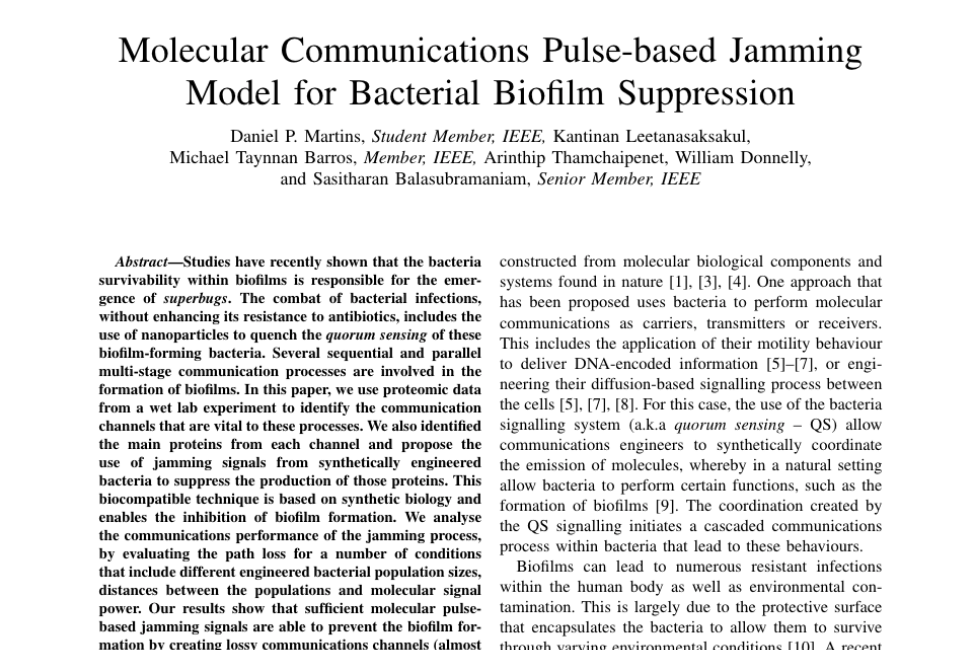 Molecular Communications Pulse-based Jamming
Model for Bacterial Biofilm Suppression
Daniel P. Martins, Student Member, IEEE, Kantinan Leetanasaksakul,
Michael Taynnan Barros, Member, IEEE, Arinthip Thamchaipenet, William Donnelly,
and Sasitharan Balasubramaniam, Senior Member, IEEE
Abstract—Studies have recently shown that the bacteria
survivability within biofilms is responsible for the emer-
gence of superbugs. The combat of bacterial infections,
without enhancing its resistance to antibiotics, includes the
use of nanoparticles to quench the quorum sensing of these
biofilm-forming bacteria. Several sequential and parallel
multi-stage communication processes are involved in the
formation of biofilms. In this paper, we use proteomic data
from a wet lab experiment to identify the communication
channels that are vital to these processes. We also identified
the main proteins from each channel and propose the
use of jamming signals from synthetically engineered
bacteria to suppress the production of those proteins. This
biocompatible technique is based on synthetic biology and
enables the inhibition of biofilm formation. We analyse
the communications performance of the jamming process,
by evaluating the path loss for a number of conditions
that include different engineered bacterial population sizes,
distances between the populations and molecular signal
power. Our results show that sufficient molecular pulse-
based jamming signals are able to prevent the biofilm for-
mation by creating lossy communications channels (almost
constructed from molecular biological components and
systems found in nature [1], [3], [4]. One approach that
has been proposed uses bacteria to perform molecular
communications as carriers, transmitters or receivers.
This includes the application of their motility behaviour
to deliver DNA-encoded information [5]–[7], or engi-
neering their diffusion-based signalling process between
the cells [5], [7], [8]. For this case, the use of the bacteria
signalling system (a.k.a quorum sensing – QS) allow
communications engineers to synthetically coordinate
the emission of molecules, whereby in a natural setting
allow bacteria to perform certain functions, such as the
formation of biofilms [9]. The coordination created by
the QS signalling initiates a cascaded communications
process within bacteria that lead to these behaviours.
Biofilms can lead to numerous resistant infections
within the human body as well as environmental con-
tamination. This is largely due to the protective surface
that encapsulates the bacteria to allow them to survive
through varying environmental conditions [10]. A recent